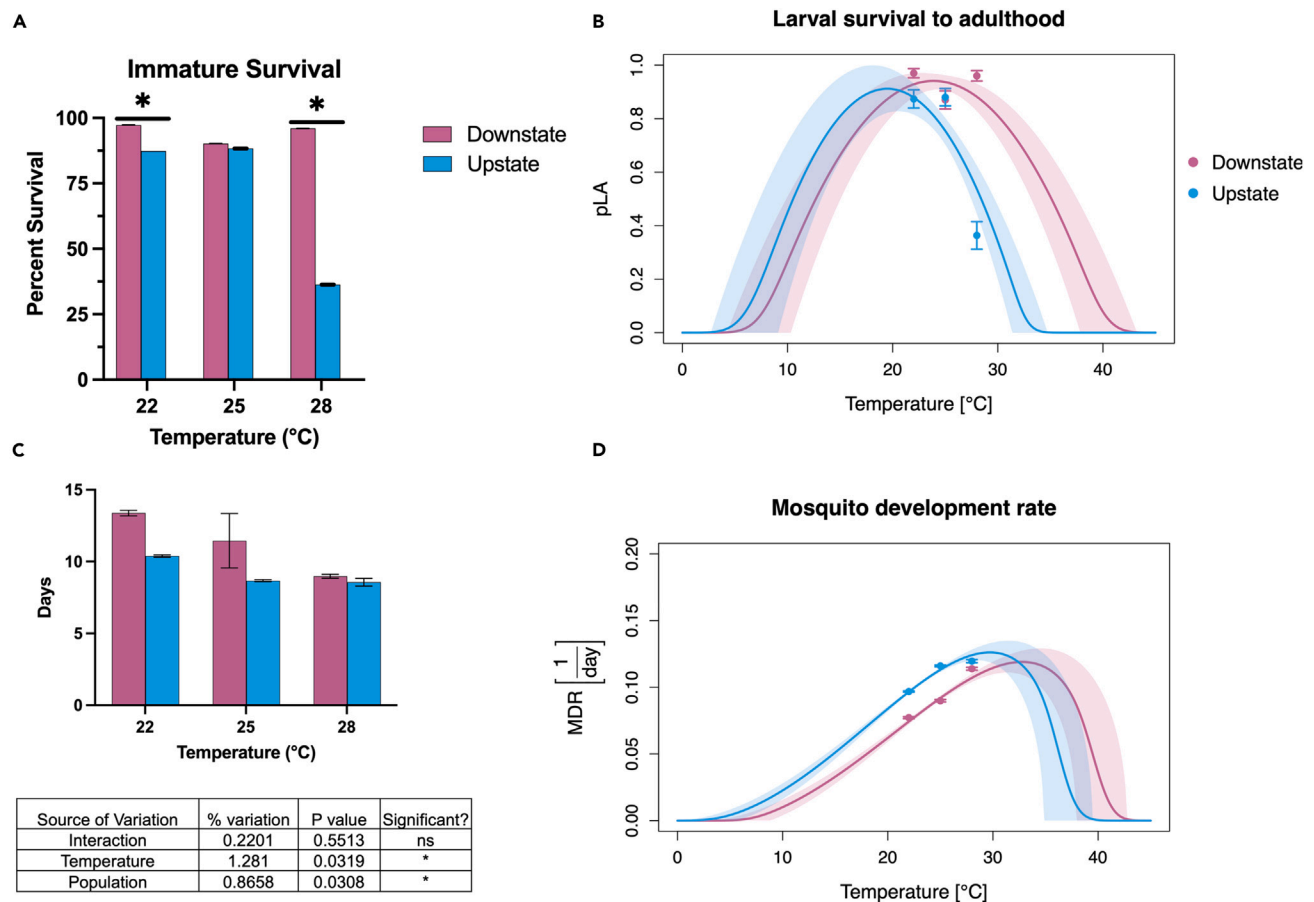 A
Immature Survival
*
*
100
75
50
25
0
Percent Survival
22
25
28
Temperature (°C)
Downstate
Upstate
B
Larval survival to adulthood
1.0
0.8
0.6
0.4
0.2
0.0
pLA
0
10
20
30
40
Temperature [°C]
Downstate
Upstate
C
15
10
5
0
Days
22
25
28
Temperature (°C)
Source of Variation % variation P value Significant?
Interaction 0.2201 0.5513 ns
Temperature 1.281 0.0319 *
Population 0.8658 0.0308 *
D
Mosquito development rate
0.20
0.15
0.10
0.05
0.00
MDR [1/day]
0
10
20
30
40
Temperature [°C]